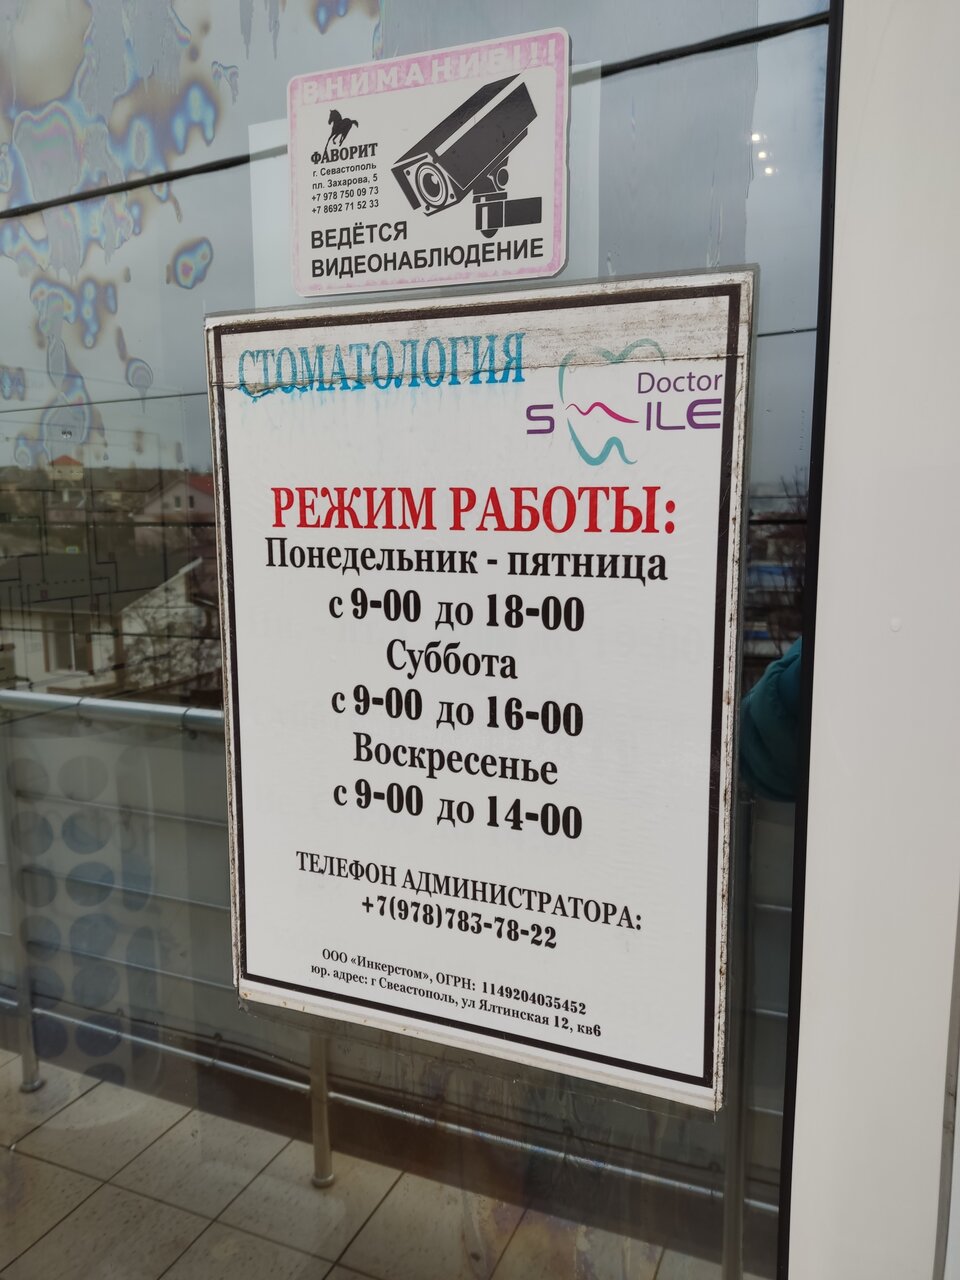 ВНИМАНИЕ!!!
ФАВОРИТ
г. Севастополь
пл. Захарова, 5
+7 978 750 09 73
+7 8692 71 52 33
ВЕДЁТСЯ
ВИДЕОНАБЛЮДЕНИЕ
СТОМАТОЛОГИЯ
Doctor
SMILE
РЕЖИМ РАБОТЫ:
Понедельник - пятница
с 9-00 до 18-00
Суббота
с 9-00 до 16-00
Воскресенье
с 9-00 до 14-00
ТЕЛЕФОН АДМИНИСТРАТОРА:
+7(978)783-78-22
ООО «Инкерстом», ОГРН: 1149204035452
юр. адрес: г Свеастополь, ул Ялтинская 12, кв6